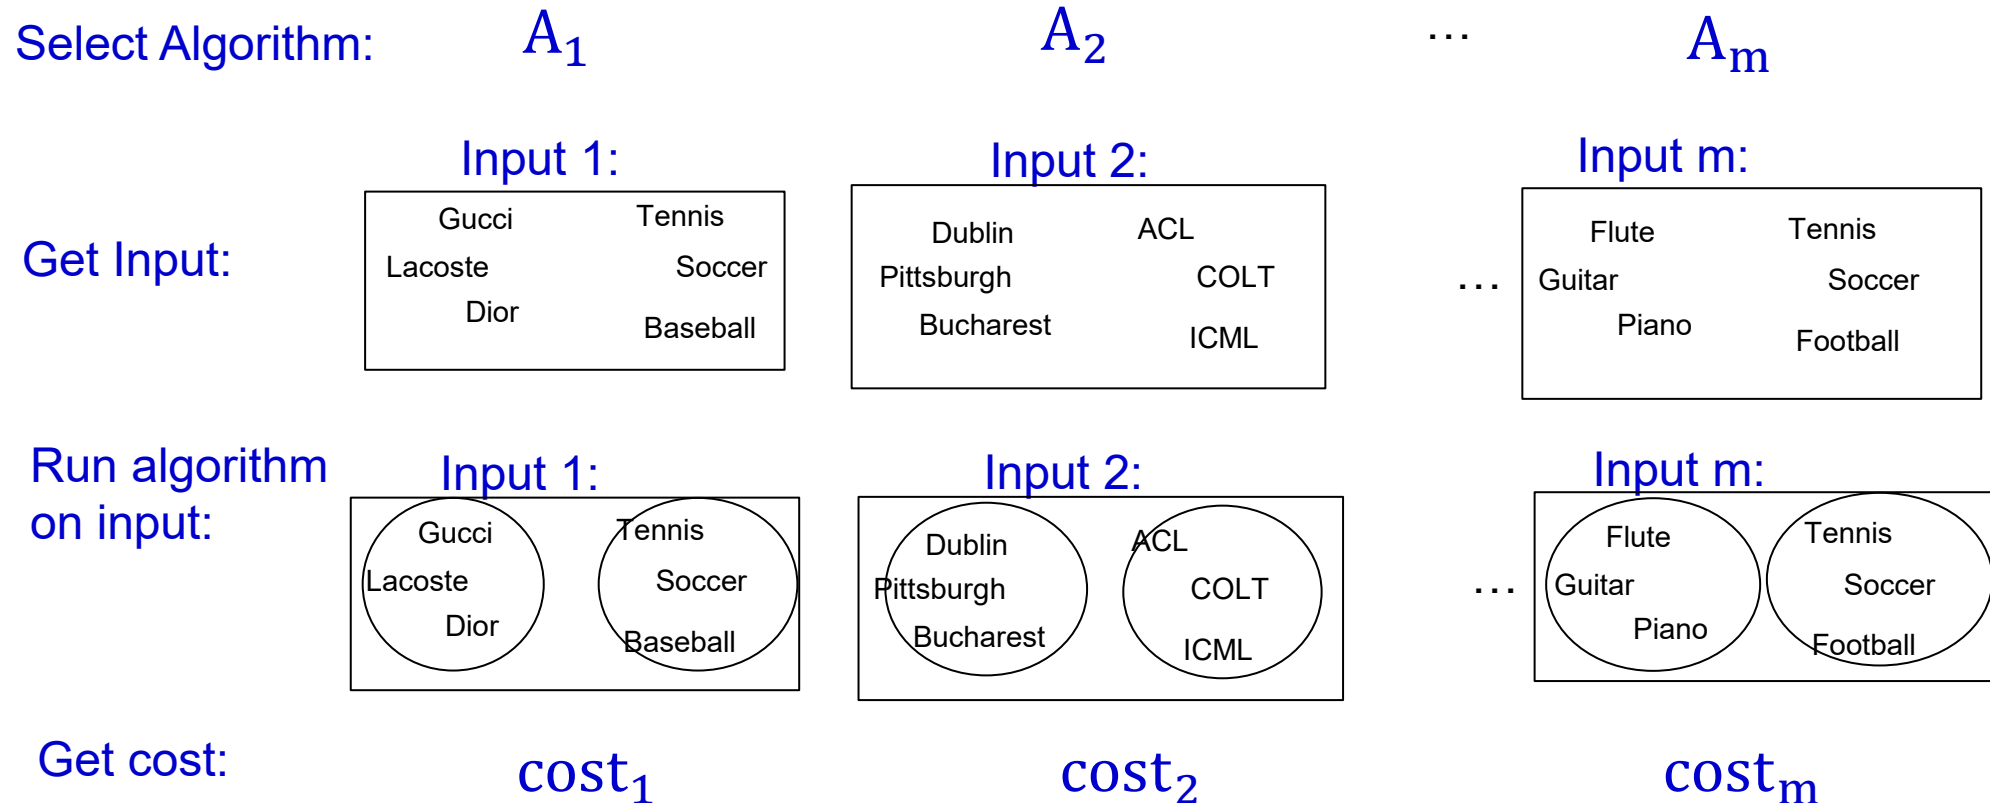 Select Algorithm: A₁ A₂ ... Aₘ
Input 1: Input 2: Input m:
Get Input:
Gucci Tennis
Lacoste Soccer
Dior
Baseball
Dublin ACL
Pittsburgh COLT
Bucharest
ICML
...
Flute Tennis
Guitar Soccer
Piano
Football
Run algorithm
on input:
Input 1: Input 2: Input m:
Gucci Tennis
Lacoste Soccer
Dior
Baseball
Dublin ACL
Pittsburgh COLT
Bucharest
ICML
...
Flute Tennis
Guitar Soccer
Piano
Football
Get cost: cost₁ cost₂ costₘ